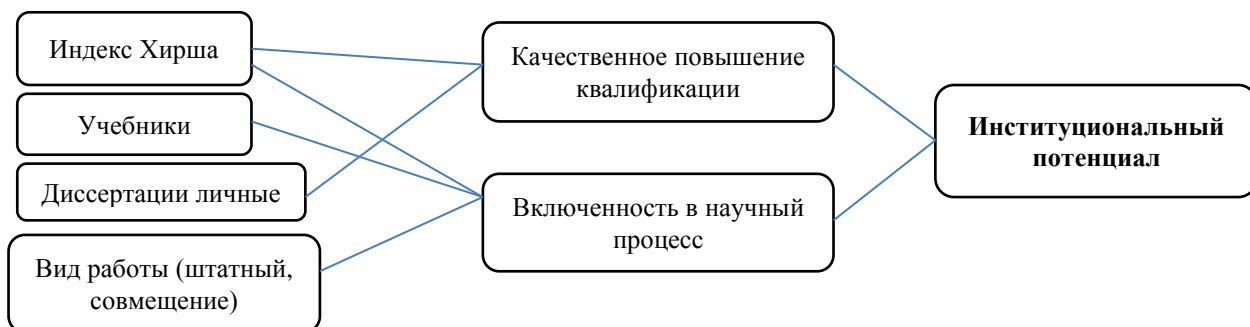 Индекс Хирша
Учебники
Диссертации личные
Вид работы (штатный,
совмещение)
Качественное повышение
квалификации
Включенность в научный
процесс
Институциональный
потенциал